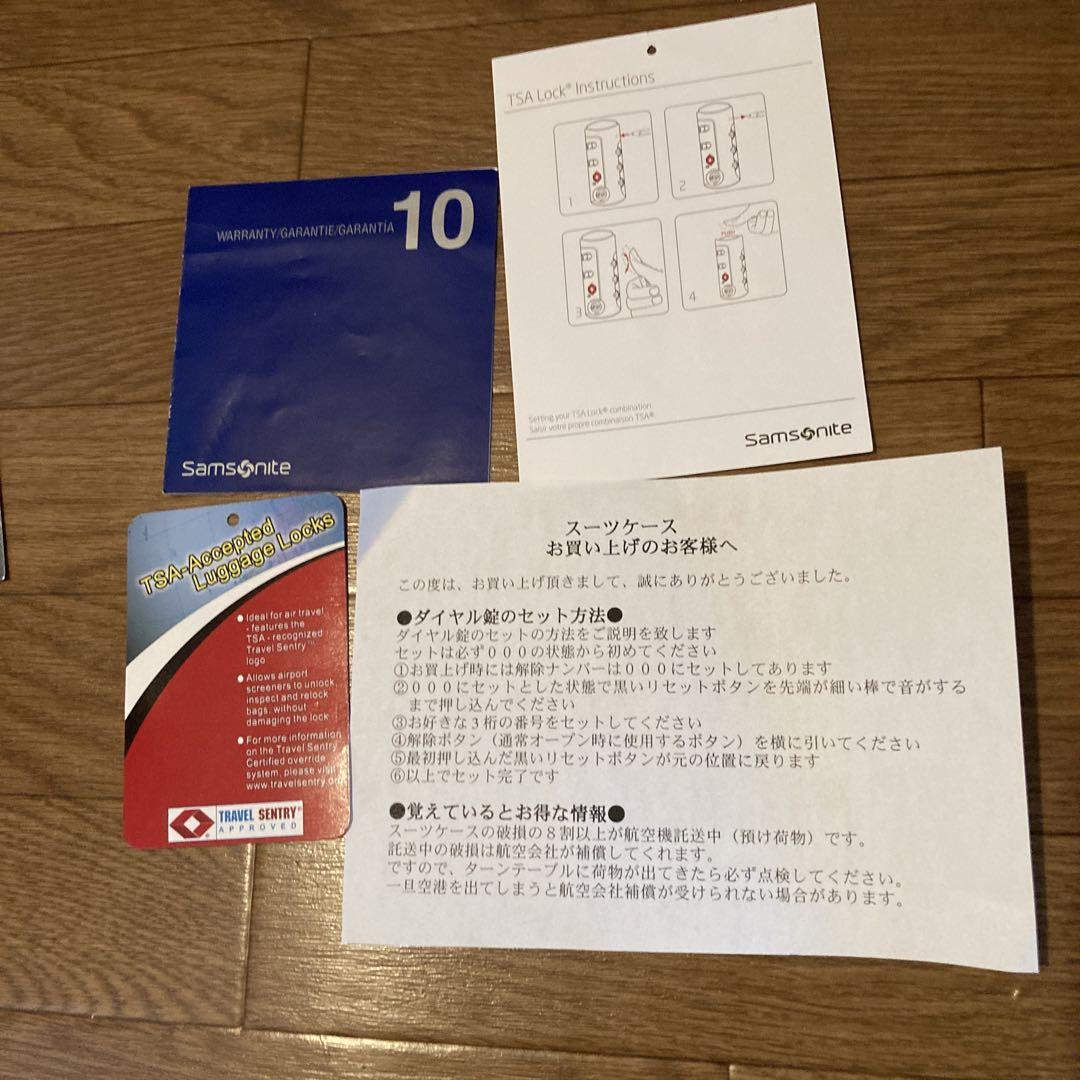 WARRANTY/GARANTIE/GARANTÍA 10
Samsonite
TSA Lock® Instructions
1
2
3
PUSH
4
Setting your TSA Lock® combination.
Saisir votre propre combinaison TSA®.
Samsonite
TSA-Accepted
Luggage Locks
● Ideal for air travel
- features the
TSA - recognized
Travel Sentry™
logo
● Allows airport
screeners to unlock,
inspect and relock
bags, without
damaging the lock
● For more information
on the Travel Sentry
Certified override
system, please visit
www.travelsentry.org
TRAVEL SENTRY®
APPROVED
スーツケース
お買い上げのお客様へ
この度は、お買い上げ頂きまして、誠にありがとうございました。
●ダイヤル錠のセット方法●
ダイヤル錠のセットの方法をご説明を致します
セットは必ず０００の状態から初めてください
①お買上げ時には解除ナンバーは０００にセットしてあります
②０００にセットとした状態で黒いリセットボタンを先端が細い棒で音がする
まで押し込んでください
③お好きな３桁の番号をセットしてください
④解除ボタン（通常オープン時に使用するボタン）を横に引いてください
⑤最初押し込んだ黒いリセットボタンが元の位置に戻ります
⑥以上でセット完了です
●覚えているとお得な情報●
スーツケースの破損の８割以上が航空機託送中（預け荷物）です。
託送中の破損は航空会社が補償してくれます。
ですので、ターンテーブルに荷物が出てきたら必ず点検してください。
一旦空港を出てしまうと航空会社補償が受けられない場合があります。